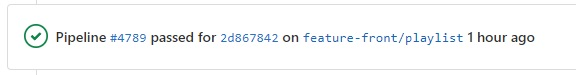 Pipeline #4789 passed for 2d867842 on feature-front/playlist 1 hour ago